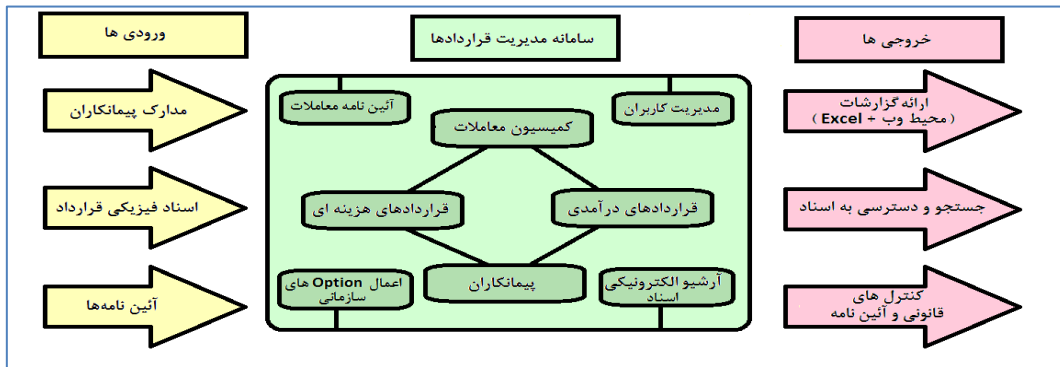 ورودی ها
سامانه مدیریت قراردادها
خروجی ها
مدارک پیمانکاران
اسناد فیزیکی قرارداد
آئین نامه‌ها
آئین نامه معاملات
مدیریت کاربران
کمیسیون معاملات
قراردادهای هزینه ای
قراردادهای درآمدی
پیمانکاران
اعمال Option های
سازمانی
آرشیو الکترونیکی
اسناد
ارائه گزارشات
(محیط وب + Excel)
جستجو و دسترسی به اسناد
کنترل های
قانونی و آئین نامه